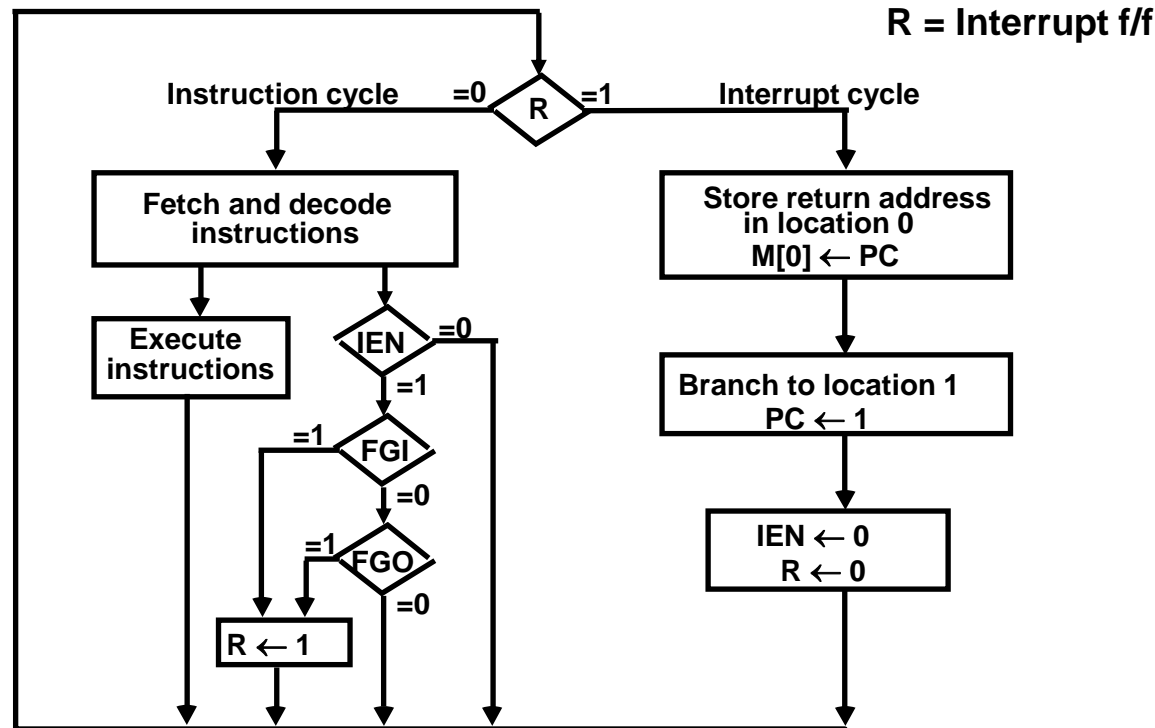 R = Interrupt f/f
Instruction cycle =0 R =1 Interrupt cycle
Fetch and decode
instructions
Store return address
in location 0
M[0] ← PC
Execute
instructions
IEN =0
=1
Branch to location 1
PC ← 1
=1 FGI
=0
=1 FGO
=0
R ← 1
IEN ← 0
R ← 0